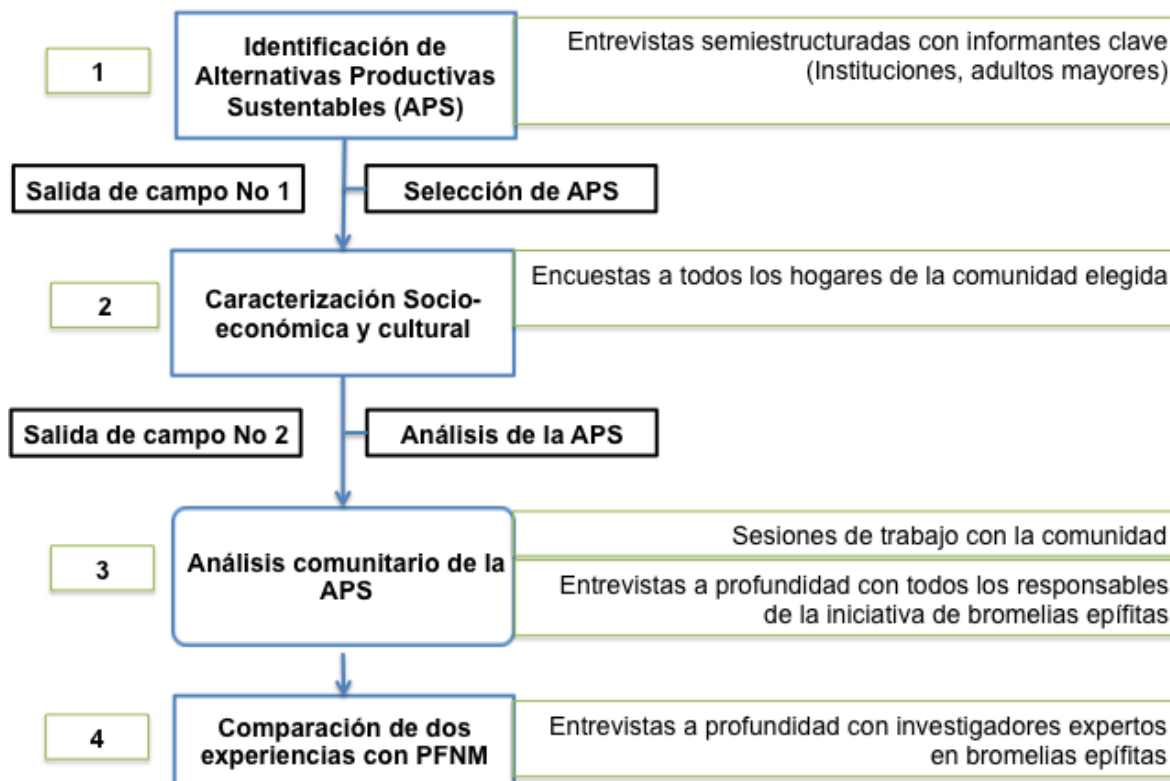 1
Identificación de
Alternativas Productivas
Sustentables (APS)
Entrevistas semiestructuradas con informantes clave
(Instituciones, adultos mayores)
Salida de campo No 1
Selección de APS
2
Caracterización Socio-
económica y cultural
Encuestas a todos los hogares de la comunidad elegida
Salida de campo No 2
Análisis de la APS
3
Análisis comunitario de la
APS
Sesiones de trabajo con la comunidad
Entrevistas a profundidad con todos los responsables
de la iniciativa de bromelias epífitas
4
Comparación de dos
experiencias con PFNM
Entrevistas a profundidad con investigadores expertos
en bromelias epífitas